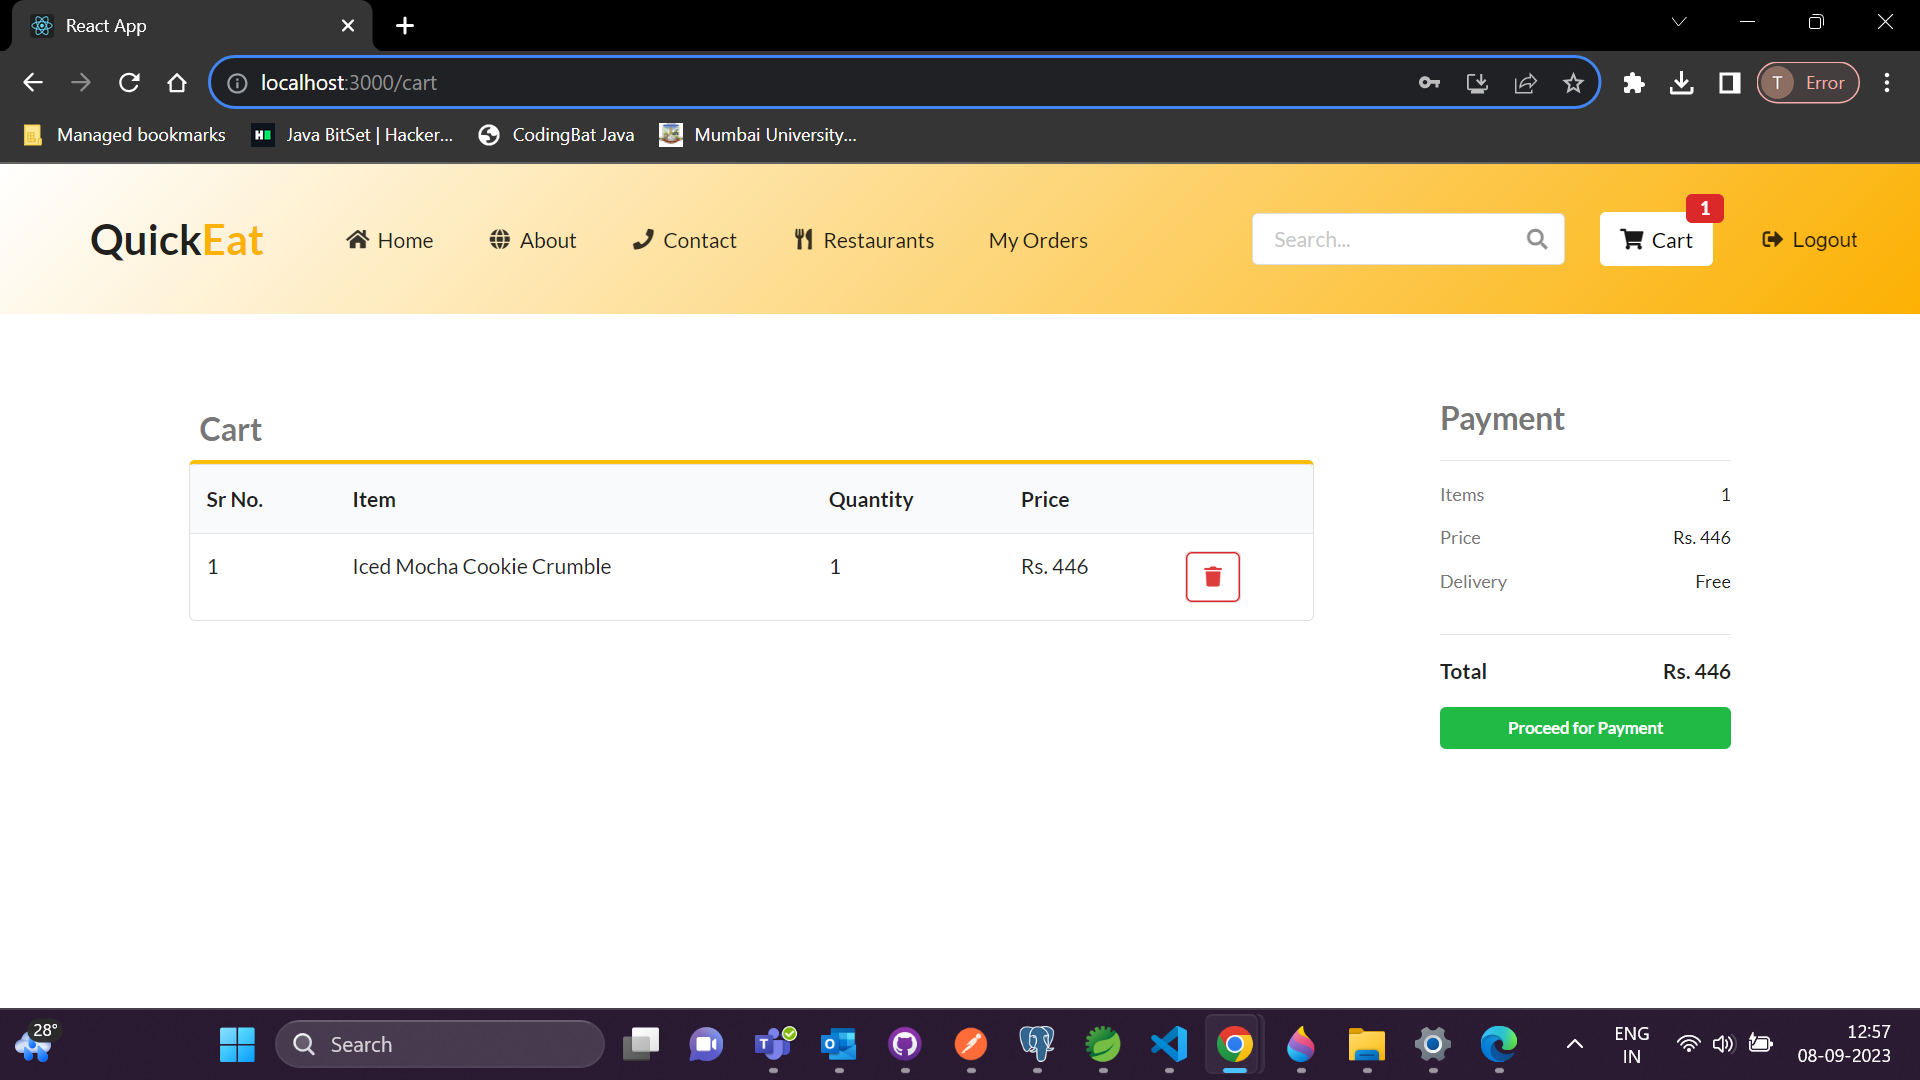 React App
localhost:3000/cart
T Error
Managed bookmarks
Java BitSet | Hacker...
CodingBat Java
Mumbai University...
QuickEat
Home
About
Contact
Restaurants
My Orders
Search...
Cart
1
Logout
Cart
Sr No. Item Quantity Price
1 Iced Mocha Cookie Crumble 1 Rs. 446
Payment
Items 1
Price Rs. 446
Delivery Free
Total Rs. 446
Proceed for Payment
28°
Search
ENG
IN
12:57
08-09-2023